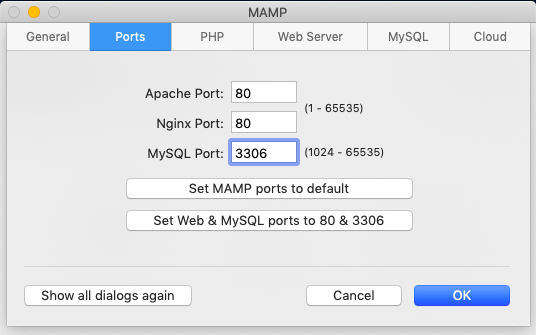 MAMP
General Ports PHP Web Server MySQL Cloud
Apache Port: 80
(1 - 65535)
Nginx Port: 80
MySQL Port: 3306 (1024 - 65535)
Set MAMP ports to default
Set Web & MySQL ports to 80 & 3306
Show all dialogs again Cancel OK